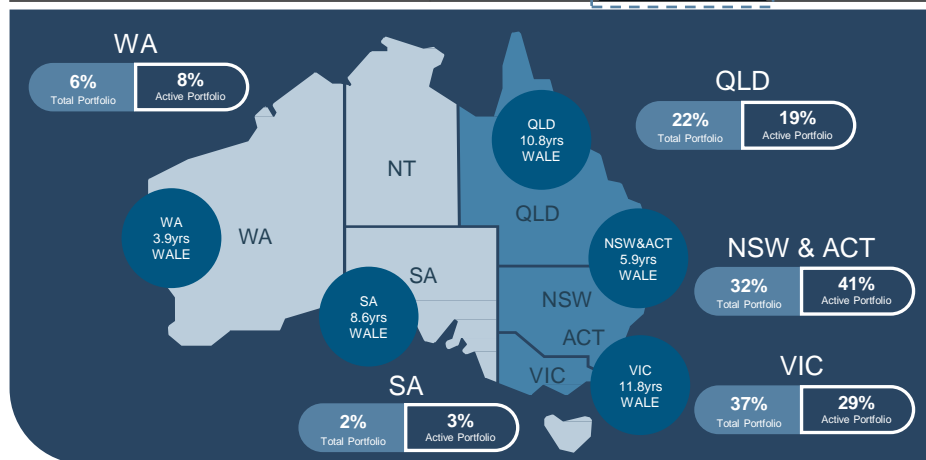 WA
6%
Total Portfolio
8%
Active Portfolio
QLD
22%
Total Portfolio
19%
Active Portfolio
QLD
10.8yrs
WALE
NT
QLD
WA
3.9yrs
WALE
WA
NSW&ACT
5.9yrs
WALE
NSW & ACT
32%
Total Portfolio
41%
Active Portfolio
SA
SA
8.6yrs
WALE
NSW
ACT
VIC
VIC
11.8yrs
WALE
VIC
37%
Total Portfolio
29%
Active Portfolio
SA
2%
Total Portfolio
3%
Active Portfolio